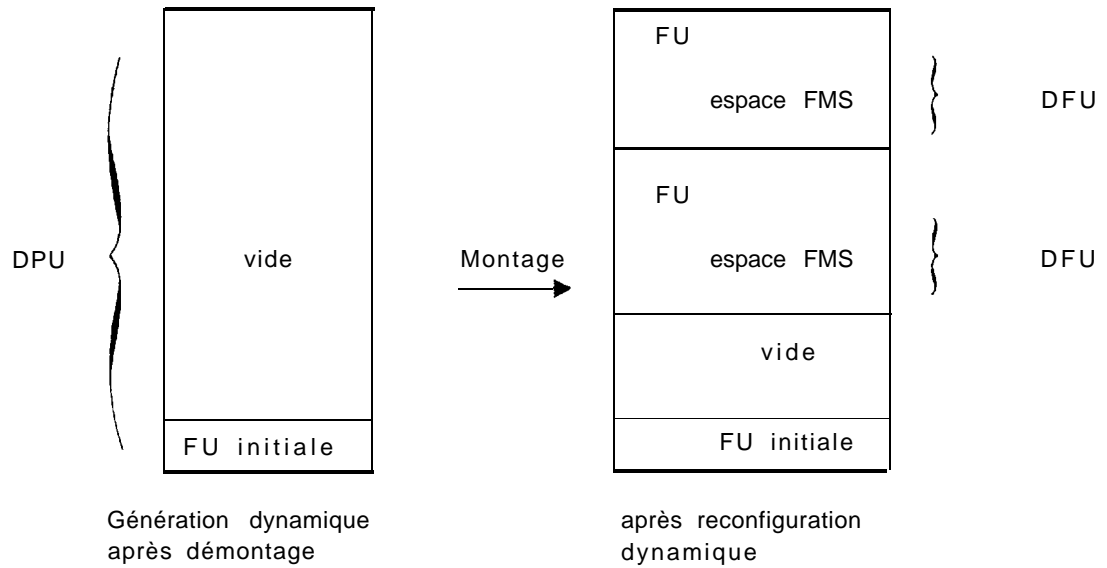 FU
espace FMS
DFU
FU
DPU
vide
Montage
espace FMS
DFU
vide
FU initiale
FU initiale
Génération dynamique
après démontage
après reconfiguration
dynamique